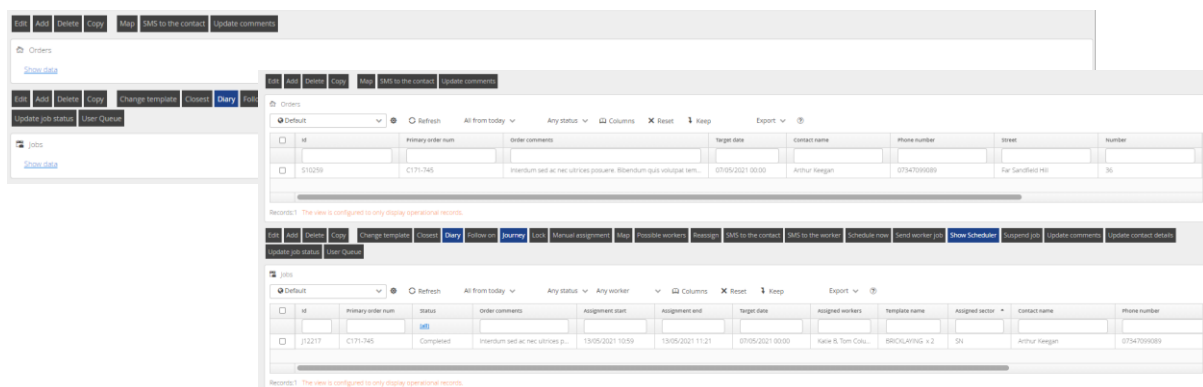 Edit Add Delete Copy Map SMS to the contact Update comments
Orders
Show data
Edit Add Delete Copy Change template Closest Diary Follo
Update job status User Queue
Jobs
Show data
Edit Add Delete Copy Map SMS to the contact Update comments
Orders
Default Refresh All from today Any status Columns Reset Keep Export
Id Primary order num Order comments Target date Contact name Phone number Street Number
S10259 C171-745 Interdum sed ac nec ultrices posuere. Bibendum quis volutpat tem... 07/05/2021 00:00 Arthur Keegan 07347099089 Far Sandfield Hill 36
Records:1 The view is configured to only display operational records.
Edit Add Delete Copy Change template Closest Diary Follow on Journey Lock Manual assignment Map Possible workers Reassign SMS to the contact SMS to the worker Schedule now Send worker job Show Scheduler Suspend job Update comments Update contact details
Update job status User Queue
Jobs
Default Refresh All from today Any status Any worker Columns Reset Keep Export
Id Primary order num Status Order comments Assignment start Assignment end Target date Assigned workers Template name Assigned sector Contact name Phone number
(all)
J12217 C171-745 Completed Interdum sed ac nec ultrices p... 13/05/2021 10:59 13/05/2021 11:21 07/05/2021 00:00 Katie B, Tom Colu... BRICKLAYING x 2 SN Arthur Keegan 07347099089
Records:1 The view is configured to only display operational records.